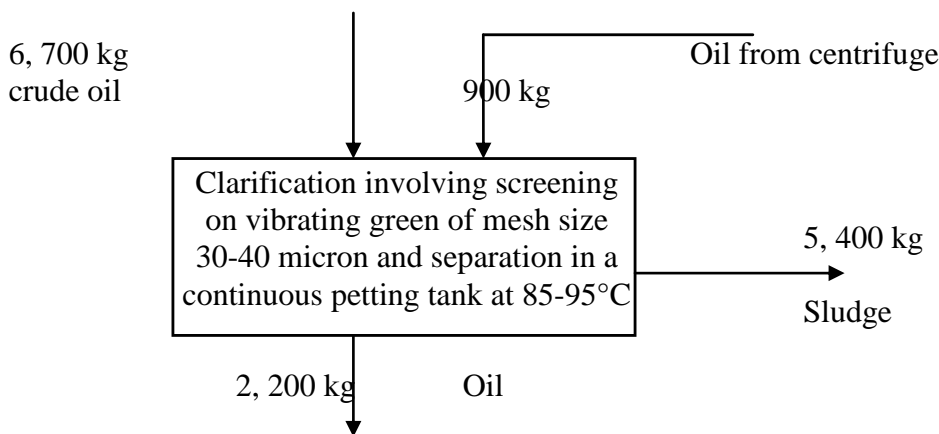 6, 700 kg
crude oil
Oil from centrifuge
900 kg
Clarification involving screening
on vibrating green of mesh size
30-40 micron and separation in a
continuous petting tank at 85-95°C
5, 400 kg
Sludge
2, 200 kg
Oil